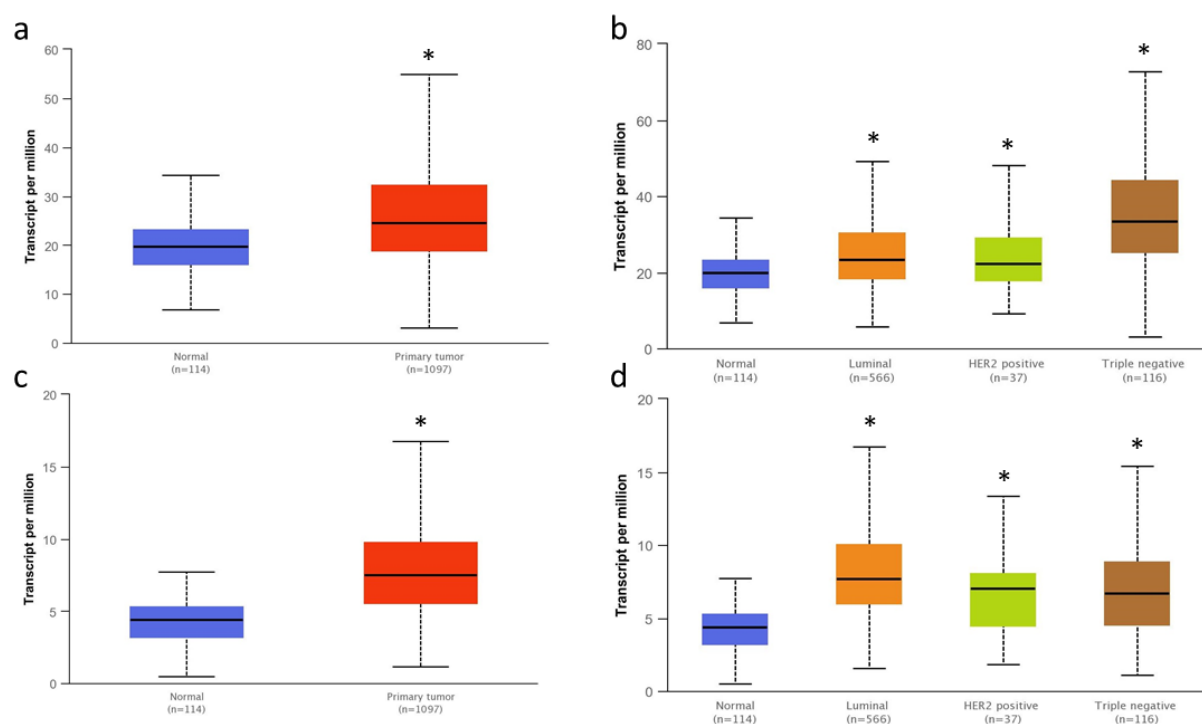 a
60
50
40
30
20
10
0
Transcript per million
*
Normal
(n=114)
Primary tumor
(n=1097)
b
80
60
40
20
0
Transcript per million
*
*
*
Normal
(n=114)
Luminal
(n=566)
HER2 positive
(n=37)
Triple negative
(n=116)
c
20
15
10
5
0
Transcript per million
*
Normal
(n=114)
Primary tumor
(n=1097)
d
20
15
10
5
0
Transcript per million
*
*
*
Normal
(n=114)
Luminal
(n=566)
HER2 positive
(n=37)
Triple negative
(n=116)